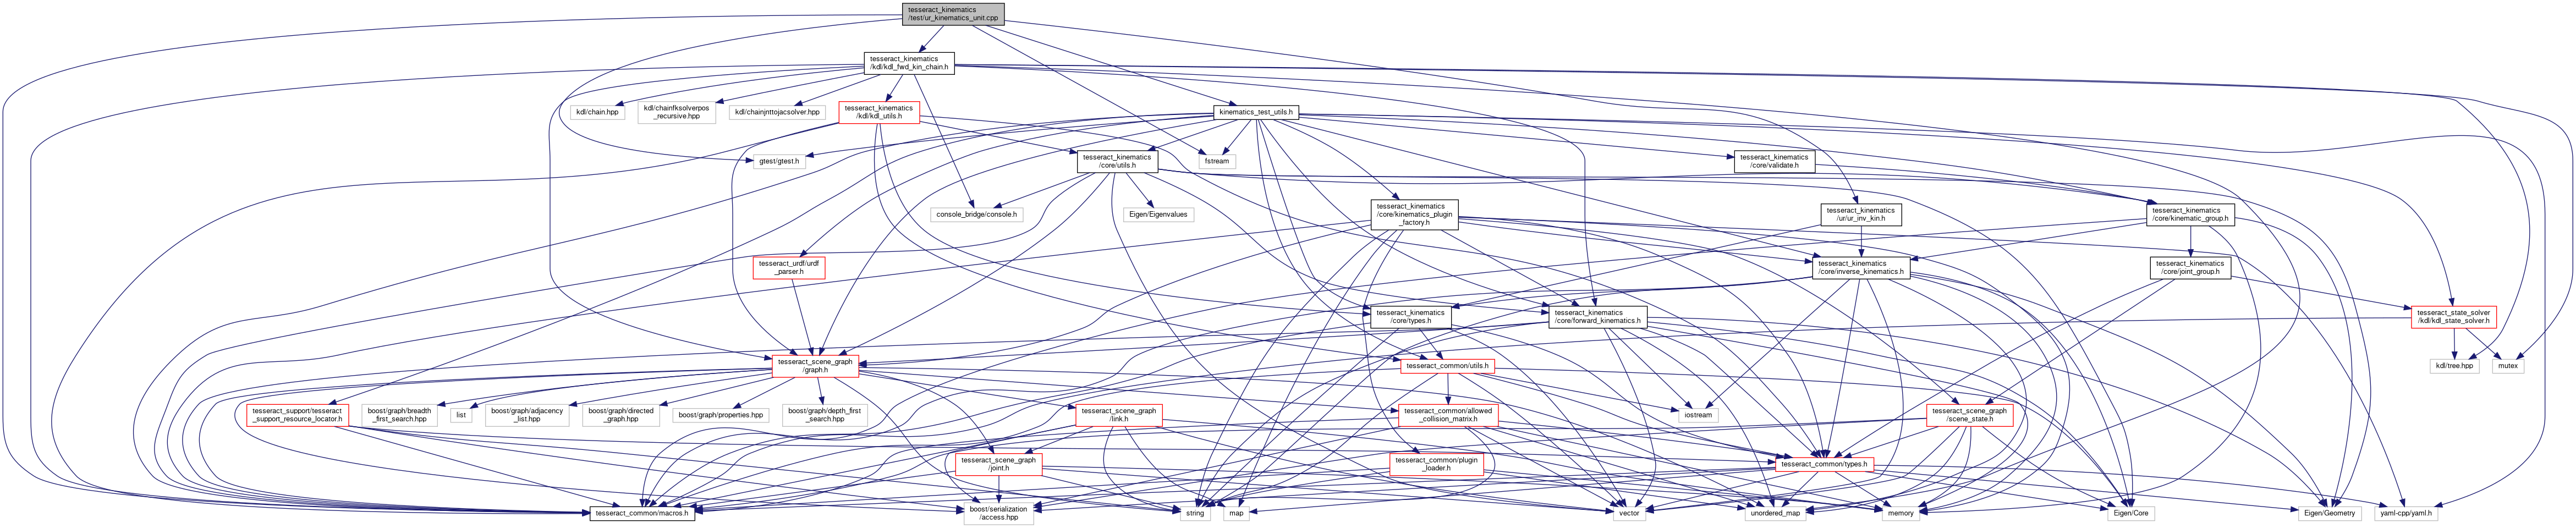 tesseract_kinematics
/test/ur_kinematics_unit.cpp
tesseract_kinematics
/kdl/kdl_fwd_kin_chain.h
kdl/chain.hpp
kdl/chainfksolverpos
_recursive.hpp
kdl/chainjnttojacsolver.hpp
tesseract_kinematics
/kdl/kdl_utils.h
kinematics_test_utils.h
gtest/gtest.h
tesseract_kinematics
/core/utils.h
fstream
tesseract_kinematics
/core/validate.h
console_bridge/console.h
Eigen/Eigenvalues
tesseract_kinematics
/core/kinematics_plugin
_factory.h
tesseract_kinematics
/ur/ur_inv_kin.h
tesseract_kinematics
/core/kinematic_group.h
tesseract_urdf/urdf
_parser.h
tesseract_kinematics
/core/inverse_kinematics.h
tesseract_kinematics
/core/joint_group.h
tesseract_kinematics
/core/types.h
tesseract_kinematics
/core/forward_kinematics.h
tesseract_state_solver
/kdl/kdl_state_solver.h
tesseract_scene_graph
/graph.h
tesseract_common/utils.h
kdl/tree.hpp
mutex
tesseract_support/tesseract
_support_resource_locator.h
boost/graph/breadth
_first_search.hpp
list
boost/graph/adjacency
_list.hpp
boost/graph/directed
_graph.hpp
boost/graph/properties.hpp
boost/graph/depth_first
_search.hpp
tesseract_scene_graph
/link.h
tesseract_common/allowed
_collision_matrix.h
iostream
tesseract_scene_graph
/scene_state.h
tesseract_scene_graph
/joint.h
tesseract_common/plugin
_loader.h
tesseract_common/types.h
tesseract_common/macros.h
boost/serialization
/access.hpp
string
map
vector
unordered_map
memory
Eigen/Core
Eigen/Geometry
yaml-cpp/yaml.h